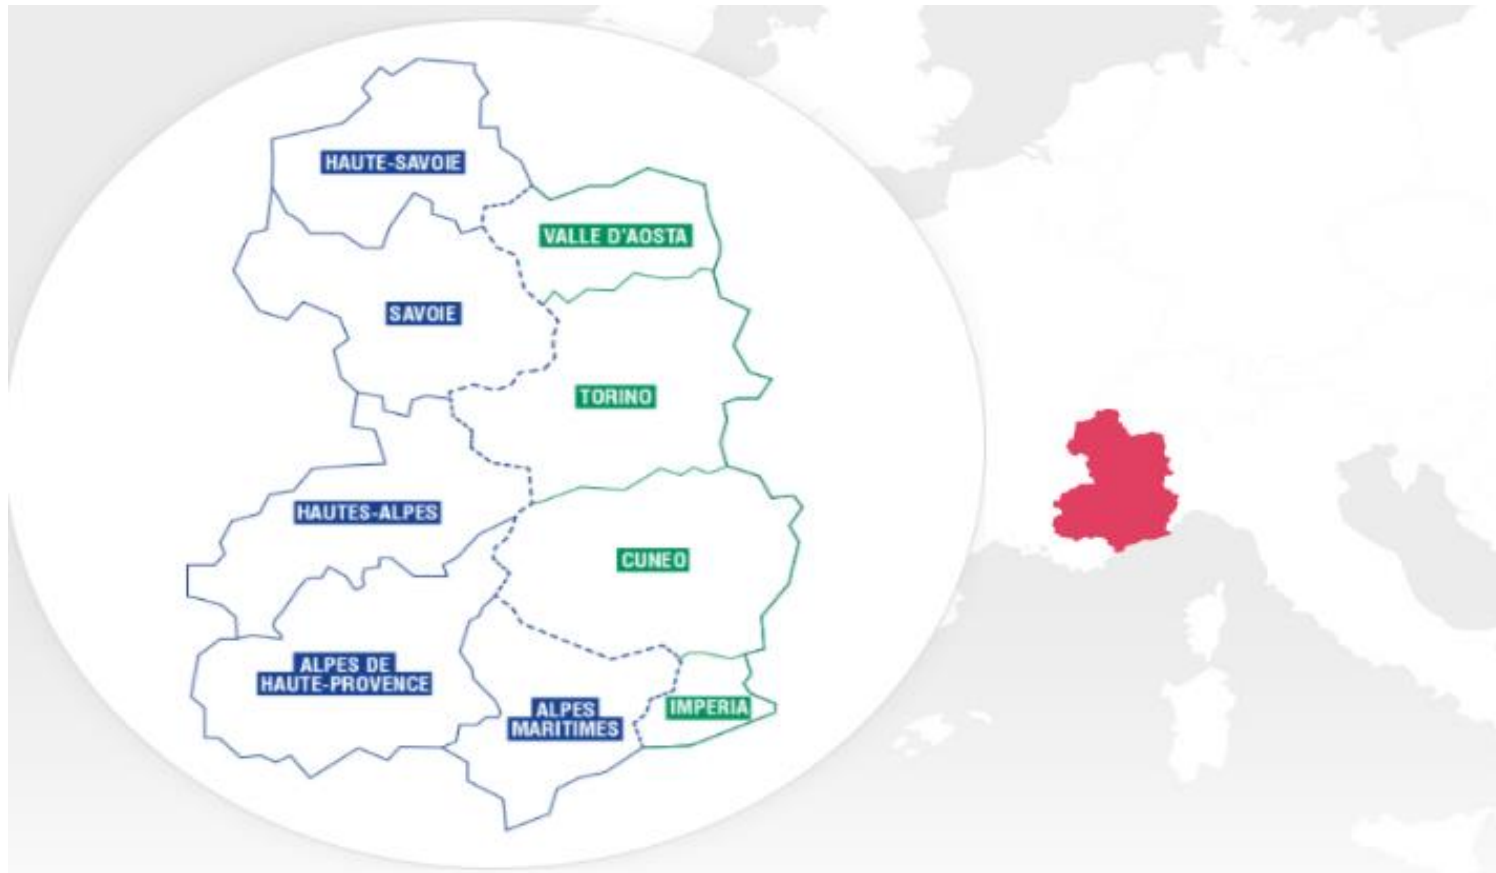 HAUTE-SAVOIE
VALLE D'AOSTA
SAVOIE
TORINO
HAUTES-ALPES
CUNEO
ALPES DE
HAUTE-PROVENCE
ALPES
MARITIMES
IMPERIA